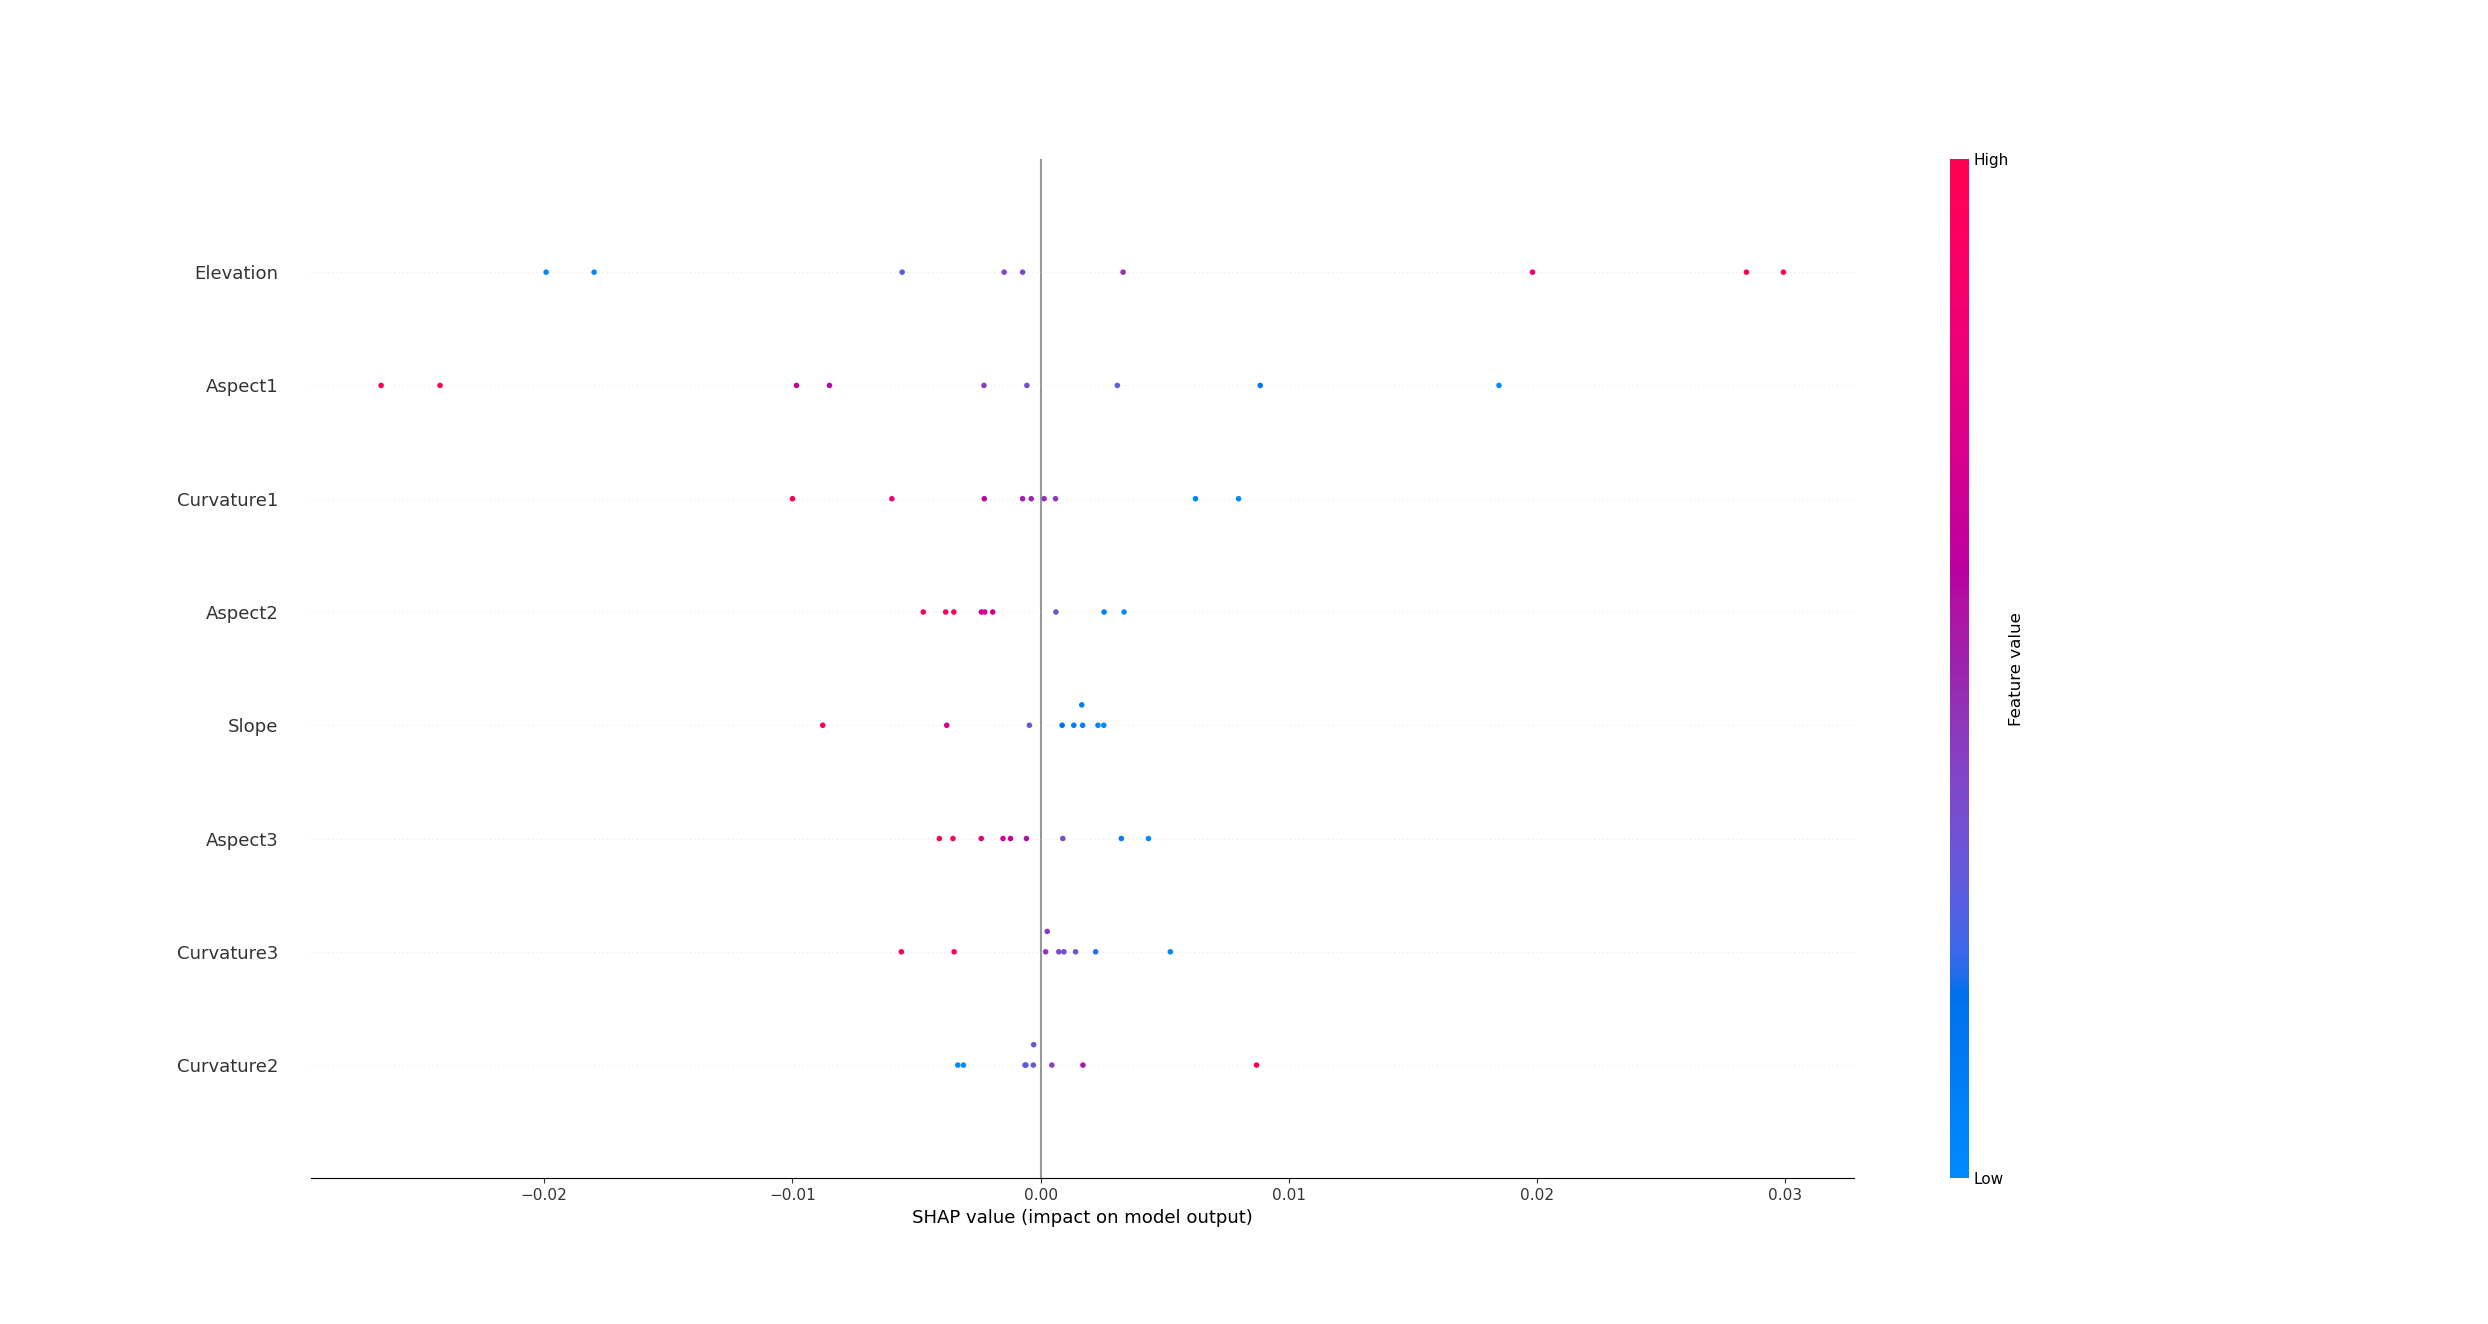 High
Elevation
Aspect1
Curvature1
Aspect2
Slope
Aspect3
Curvature3
Curvature2
Feature value
Low
−0.02 −0.01 0.00 0.01 0.02 0.03
SHAP value (impact on model output)